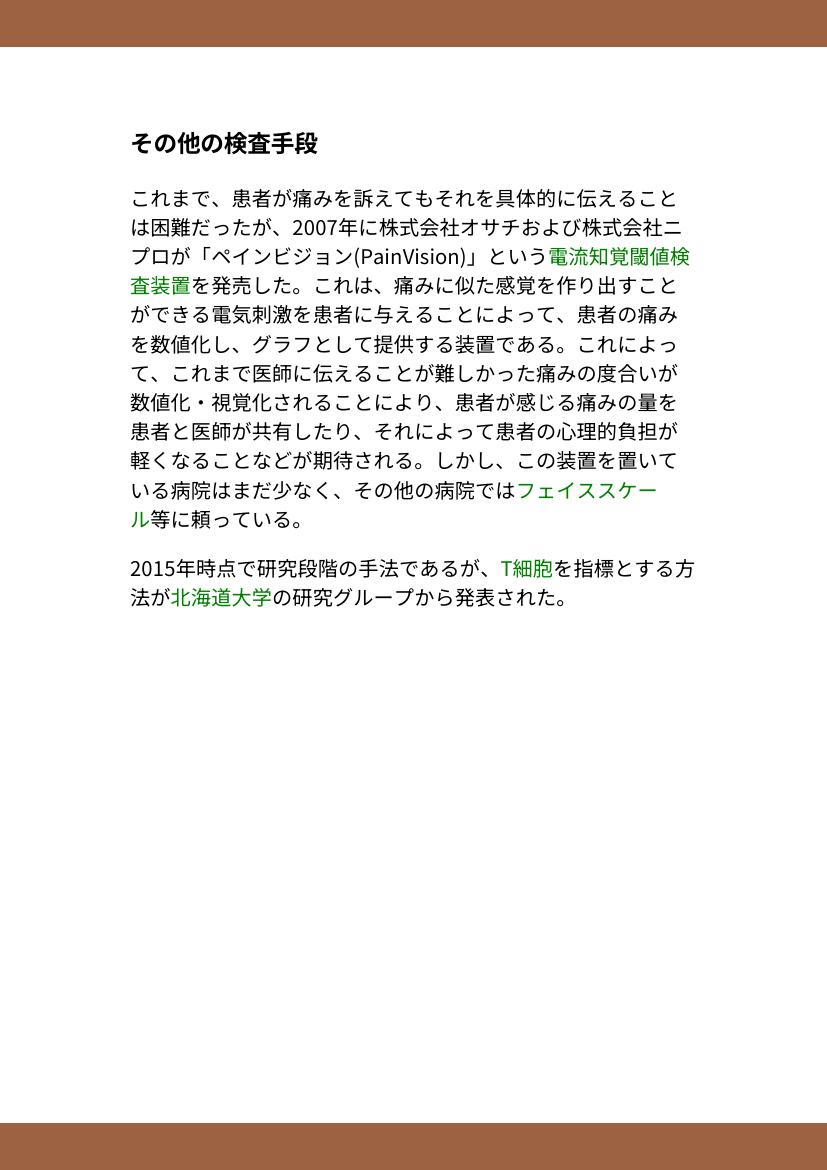 その他の検査手段
これまで、患者が痛みを訴えてもそれを具体的に伝えること
は困難だったが、2007年に株式会社オサチおよび株式会社ニ
プロが「ペインビジョン(PainVision)」という電流知覚閾値検
査装置を発売した。これは、痛みに似た感覚を作り出すこと
ができる電気刺激を患者に与えることによって、患者の痛み
を数値化し、グラフとして提供する装置である。これによっ
て、これまで医師に伝えることが難しかった痛みの度合いが
数値化・視覚化されることにより、患者が感じる痛みの量を
患者と医師が共有したり、それによって患者の心理的負担が
軽くなることなどが期待される。しかし、この装置を置いて
いる病院はまだ少なく、その他の病院ではフェイススケー
ル等に頼っている。
2015年時点で研究段階の手法であるが、T細胞を指標とする方
法が北海道大学の研究グループから発表された。